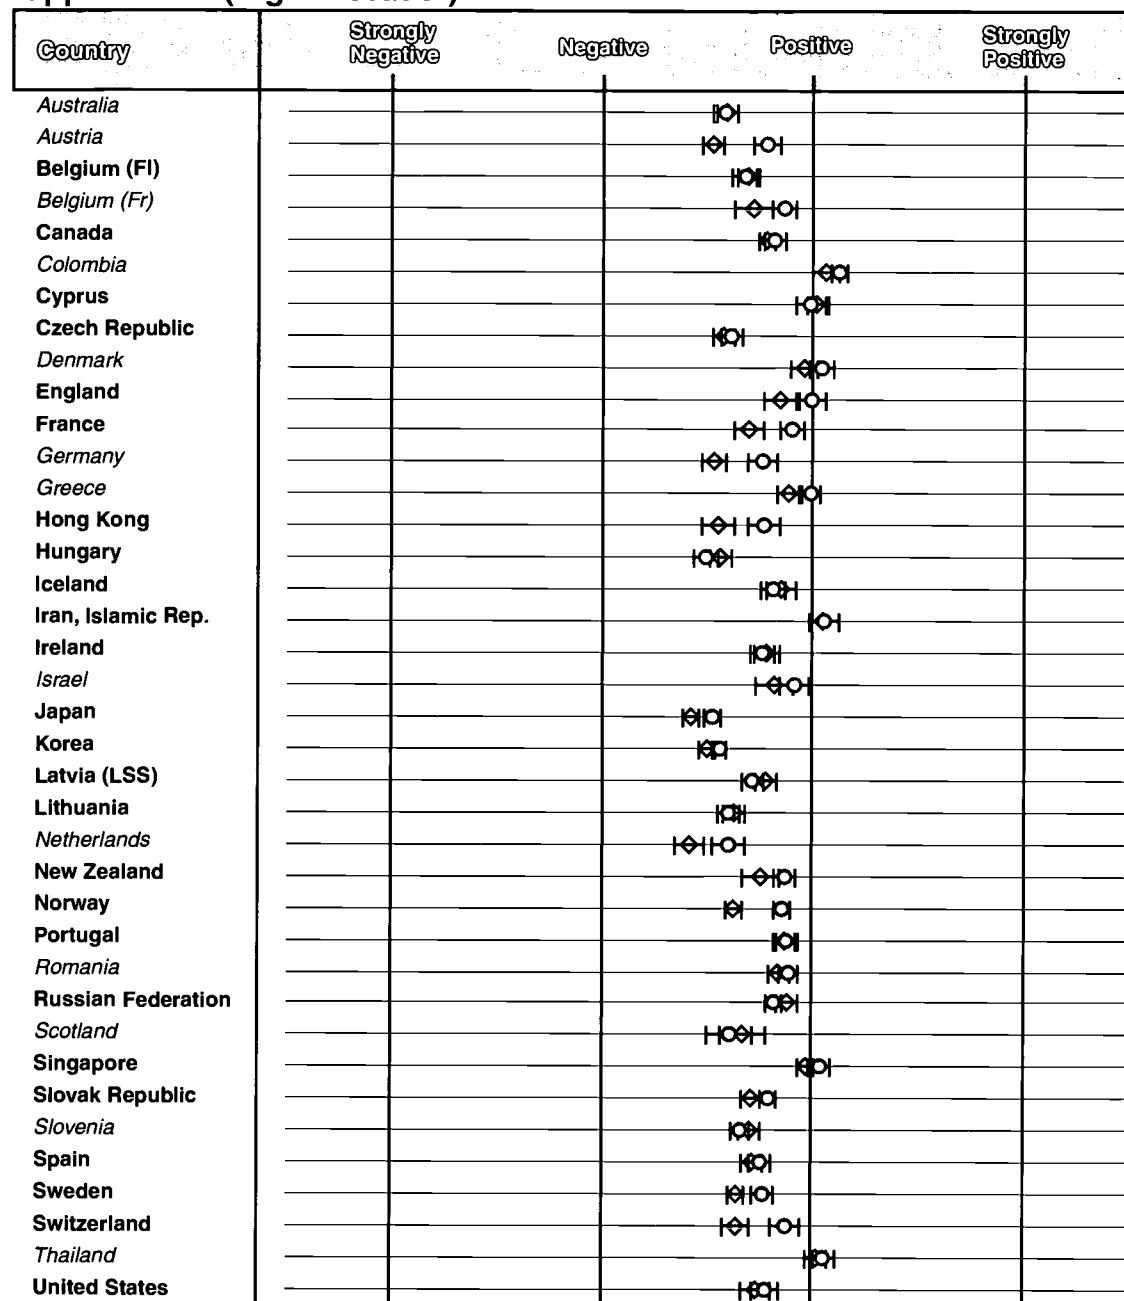 Country
Strongly
Negative
Negative
Positive
Strongly
Positive
Australia
Austria
Belgium (Fl)
Belgium (Fr)
Canada
Colombia
Cyprus
Czech Republic
Denmark
England
France
Germany
Greece
Hong Kong
Hungary
Iceland
Iran, Islamic Rep.
Ireland
Israel
Japan
Korea
Latvia (LSS)
Lithuania
Netherlands
New Zealand
Norway
Portugal
Romania
Russian Federation
Scotland
Singapore
Slovak Republic
Slovenia
Spain
Sweden
Switzerland
Thailand
United States